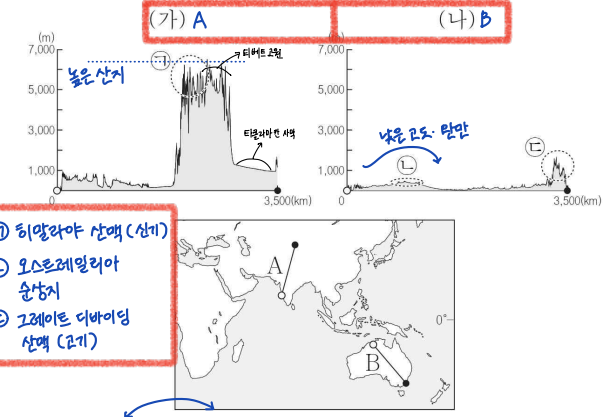 (가) A
(나) B
(m)
7,000
5,000
3,000
1,000
0
3,500(km)
높은 산지
㉠
티베트 고원
타클라마칸 사막
7,000
5,000
3,000
1,000
0
3,500(km)
낮은 고도·완만
㉡
㉢
히말라야 산맥(신기)
오스트레일리아
순상지
그레이트 디바이딩
산맥(고기)
A
B
0°